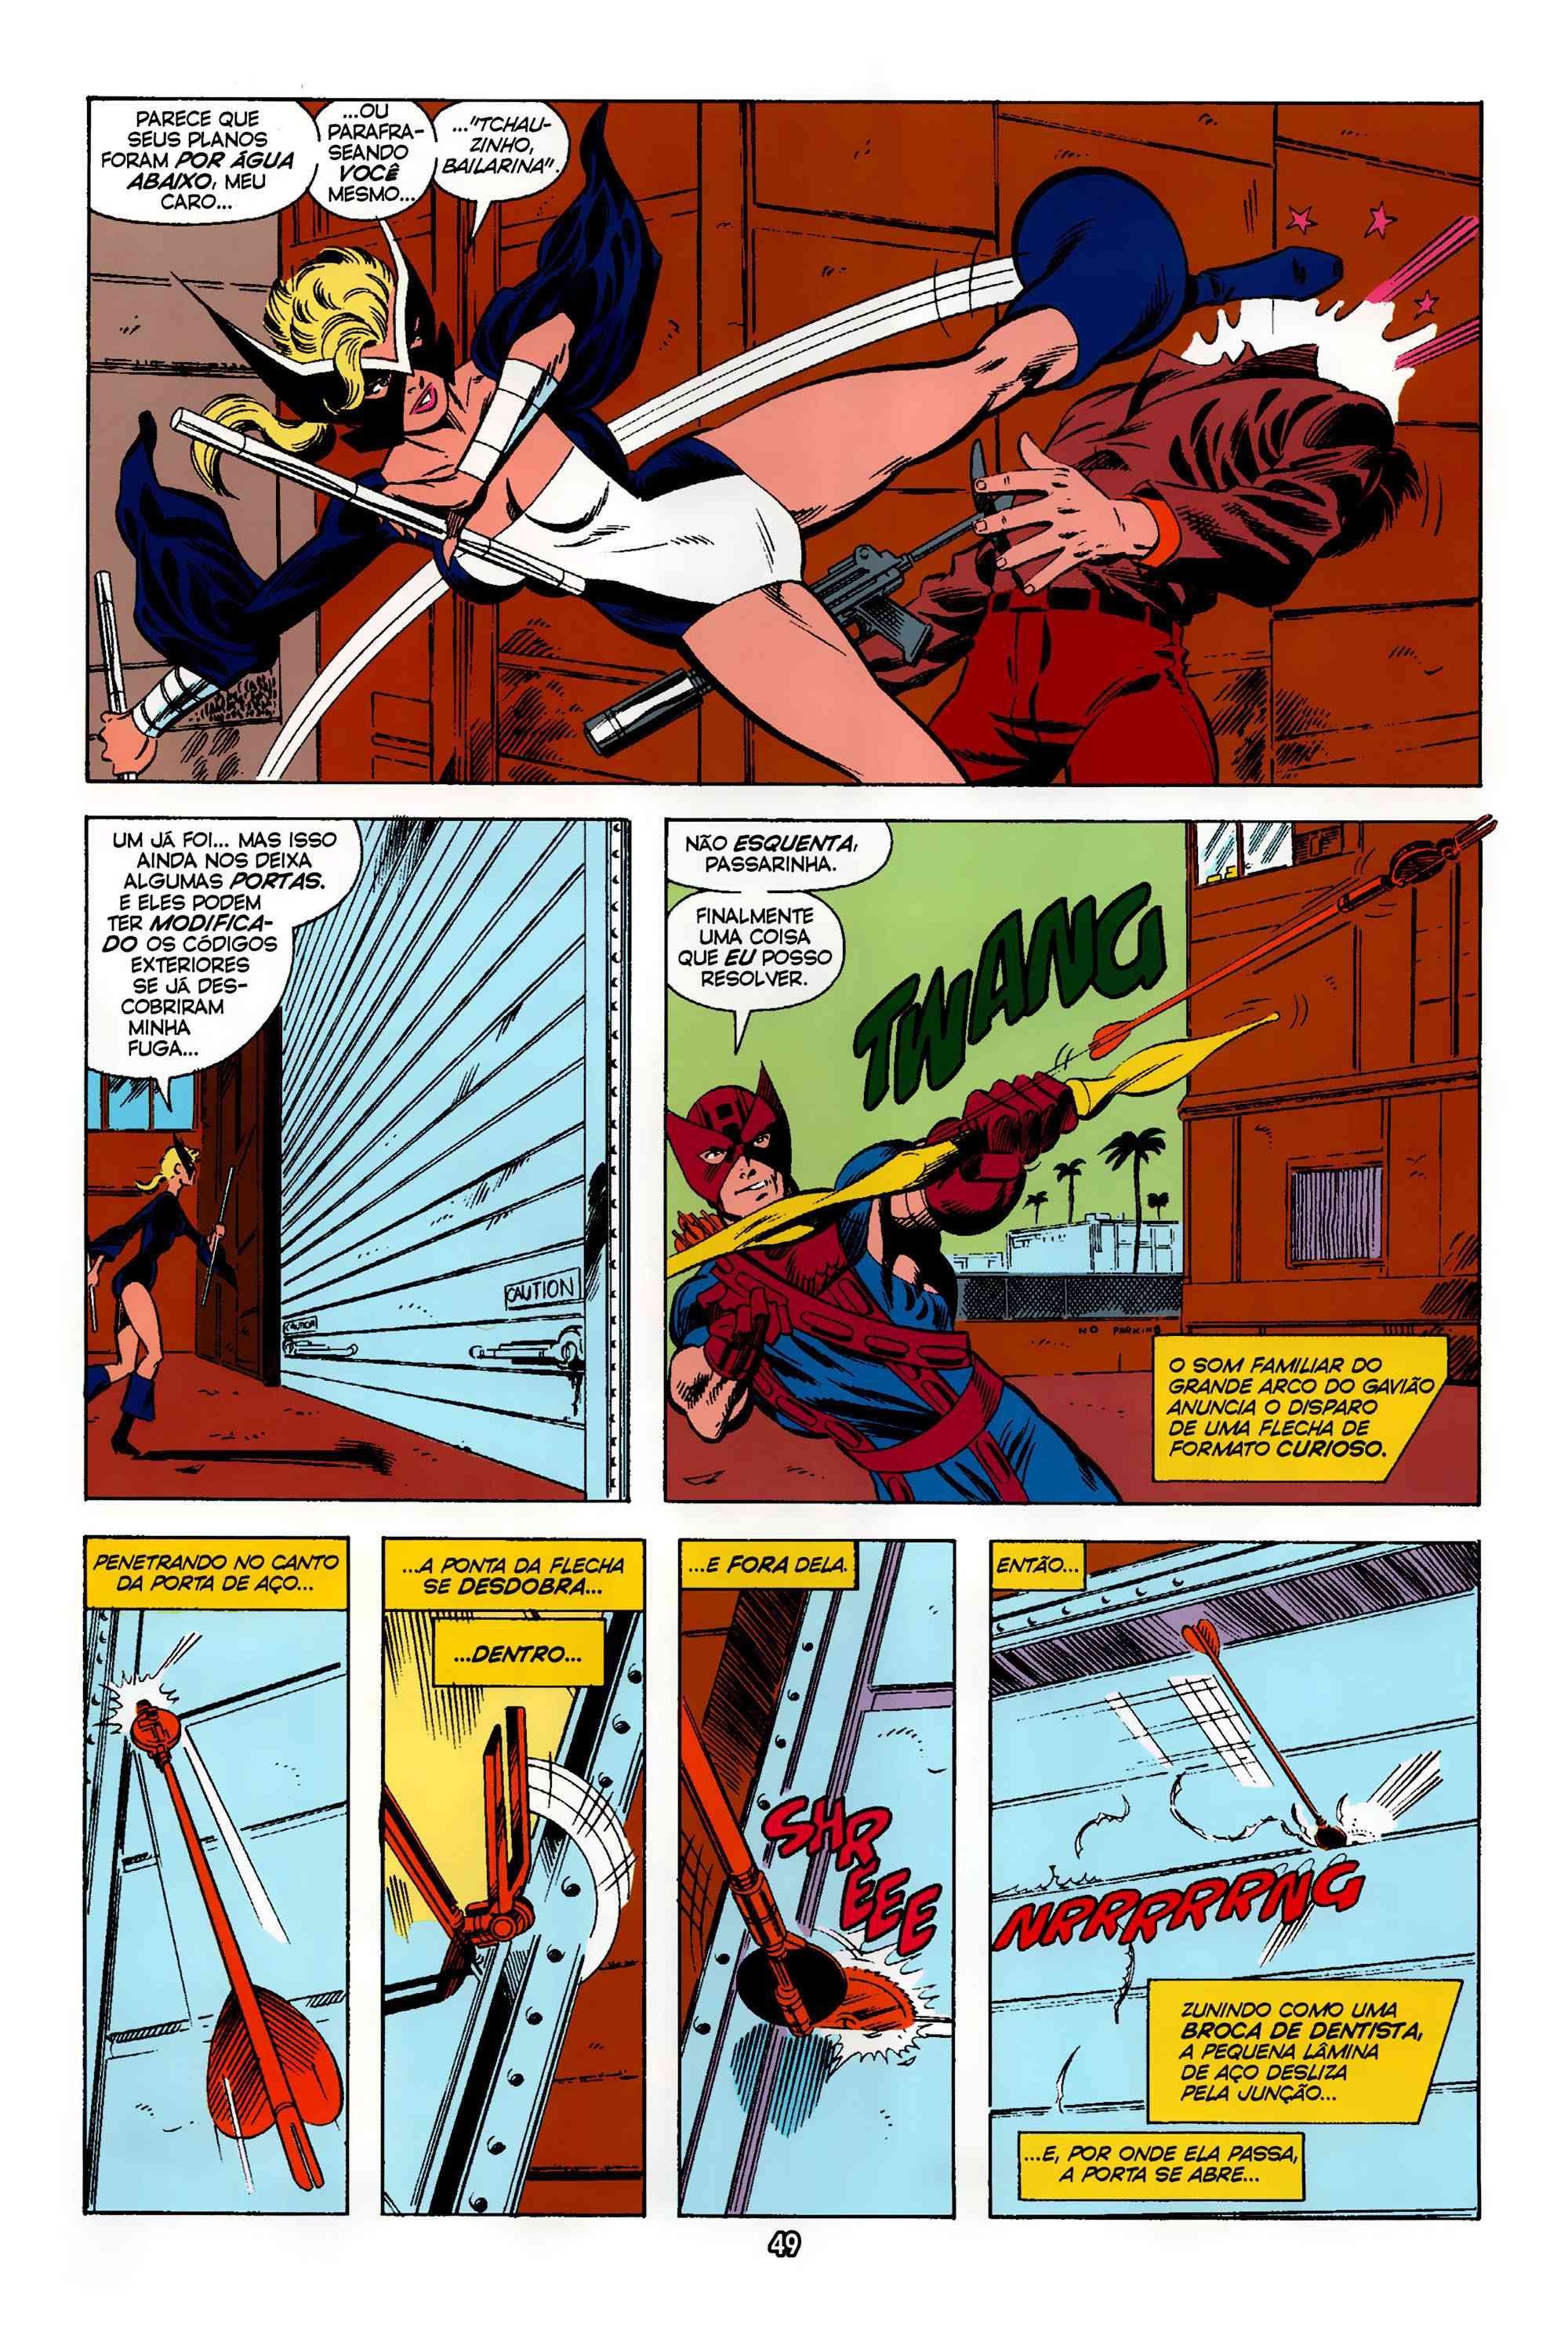 PARECE QUE
SEUS PLANOS
FORAM POR ÁGUA
ABAIXO, MEU
CARO...
...OU
PARAFRA-
SEANDO
VOCÊ
MESMO...
..."TCHAU-
ZINHO,
BAILARINA".
UM JÁ FOI... MAS ISSO
AINDA NOS DEIXA
ALGUMAS PORTAS.
E ELES PODEM
TER MODIFICA-
DO OS CÓDIGOS
EXTERIORES
SE JÁ DES-
COBRIRAM
MINHA
FUGA...
CAUTION
CAUTION
NÃO ESQUENTA,
PASSARINHA.
FINALMENTE
UMA COISA
QUE EU POSSO
RESOLVER.
TWANG
NO PARKING
O SOM FAMILIAR DO
GRANDE ARCO DO GAVIÃO
ANUNCIA O DISPARO
DE UMA FLECHA DE
FORMATO CURIOSO.
PENETRANDO NO CANTO
DA PORTA DE AÇO...
...A PONTA DA FLECHA
SE DESDOBRA...
...DENTRO...
...E FORA DELA.
SHR
EEEE
ENTÃO...
NRRRRRRNG
ZUNINDO COMO UMA
BROCA DE DENTISTA,
A PEQUENA LÂMINA
DE AÇO DESLIZA
PELA JUNÇÃO...
...E, POR ONDE ELA PASSA,
A PORTA SE ABRE...
49